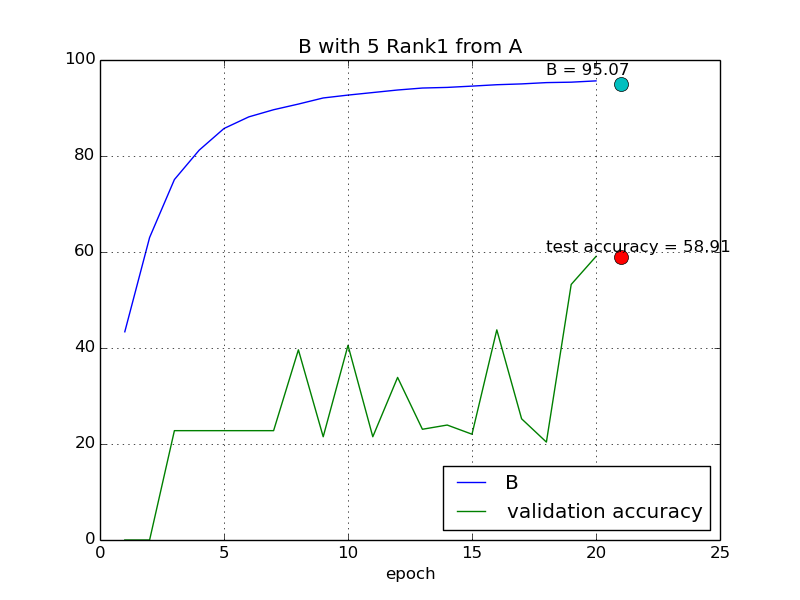 B with 5 Rank1 from A
100
80
60
40
20
0
B = 95.07
test accuracy = 58.91
B
validation accuracy
0 5 10 15 20 25
epoch